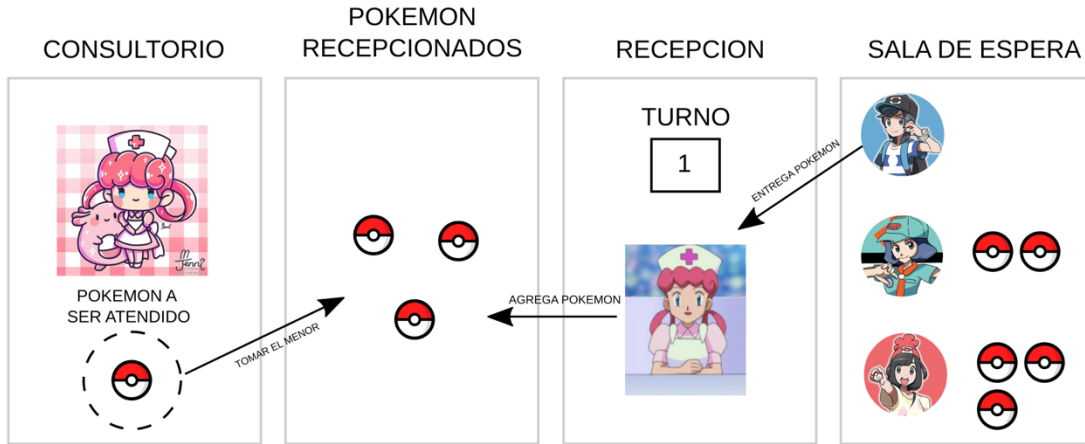 CONSULTORIO
POKEMON
RECEPCIONADOS
RECEPCION
SALA DE ESPERA
TURNO
1
ENTREGA POKEMON
POKEMON A
SER ATENDIDO
TOMAR EL MENOR
AGREGA POKEMON
Jenni